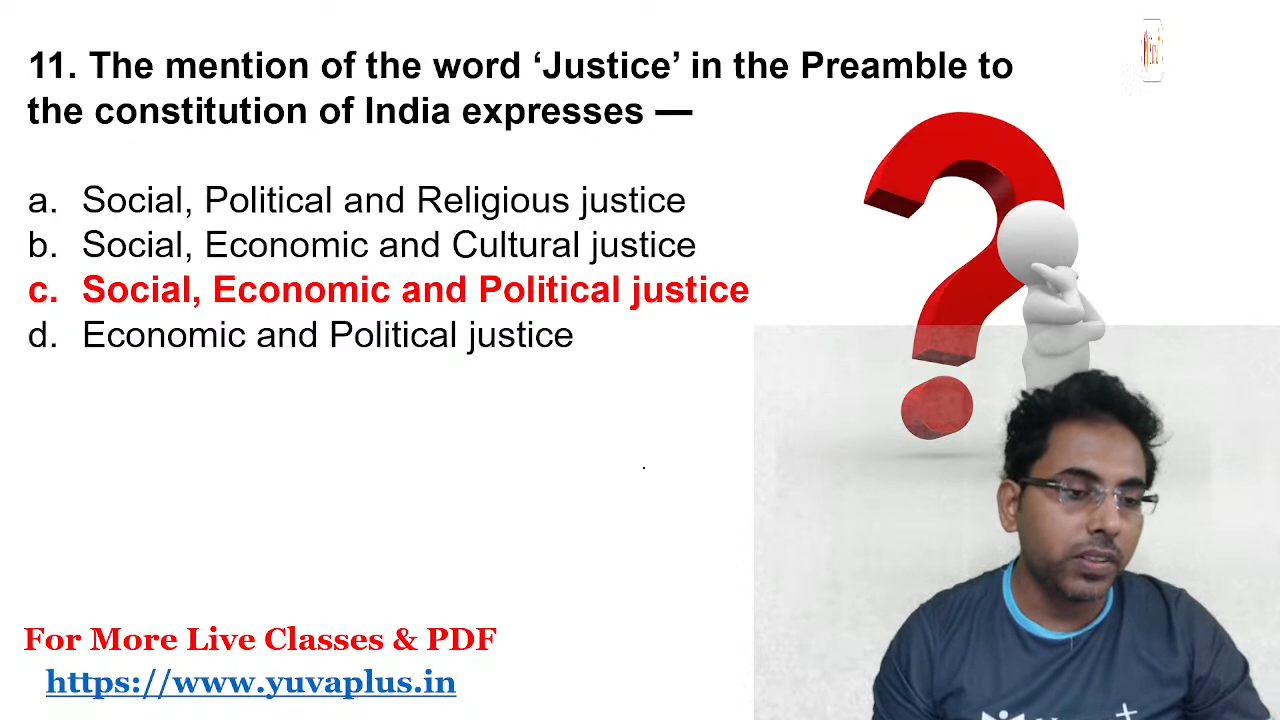 11. The mention of the word ‘Justice’ in the Preamble to
the constitution of India expresses —
a. Social, Political and Religious justice
b. Social, Economic and Cultural justice
c. Social, Economic and Political justice
d. Economic and Political justice
For More Live Classes & PDF
https://www.yuvaplus.in